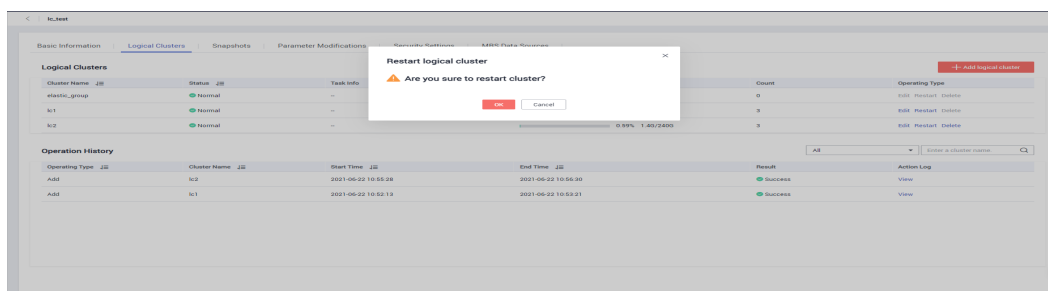 < lc_test
Basic Information Logical Clusters Snapshots Parameter Modifications Security Settings MRS Data Sources
Restart logical cluster ×
Are you sure to restart cluster?
OK Cancel
Logical Clusters + Add logical cluster
Cluster Name Status Task Info Count Operating Type
elastic_group Normal -- 0 Edit Restart Delete
lc1 Normal -- 3 Edit Restart Delete
lc2 Normal -- 0.59% 1.4G/240G 3 Edit Restart Delete
Operation History All Enter a cluster name.
Operating Type Cluster Name Start Time End Time Result Action Log
Add lc2 2021-06-22 10:55:28 2021-06-22 10:56:30 Success View
Add lc1 2021-06-22 10:52:13 2021-06-22 10:53:21 Success View